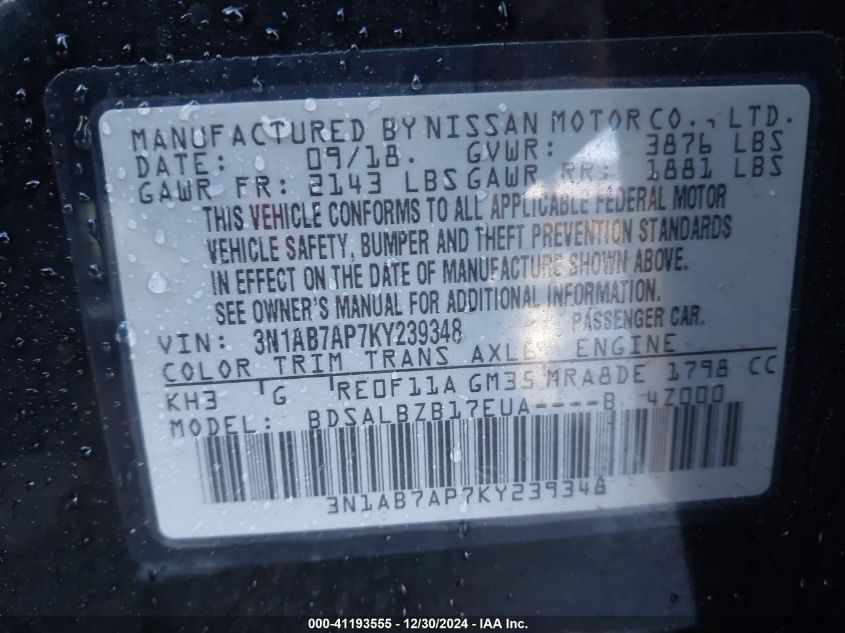 MANUFACTURED BY NISSAN MOTOR CO., LTD.
DATE: 09/18. GVWR: 3876 LBS
GAWR FR: 2143 LBS GAWR RR: 1881 LBS
THIS VEHICLE CONFORMS TO ALL APPLICABLE FEDERAL MOTOR
VEHICLE SAFETY, BUMPER AND THEFT PREVENTION STANDARDS
IN EFFECT ON THE DATE OF MANUFACTURE SHOWN ABOVE.
SEE OWNER'S MANUAL FOR ADDITIONAL INFORMATION.
VIN: 3N1AB7AP7KY239348 PASSENGER CAR.
COLOR TRIM TRANS AXLE ENGINE
KH3 G RE0F11A GM35 MRA8DE 1798 CC
MODEL: BDSALBZB17EUA----B 4Z000
3N1AB7AP7KY239348
000-41193555 - 12/30/2024 - IAA Inc.